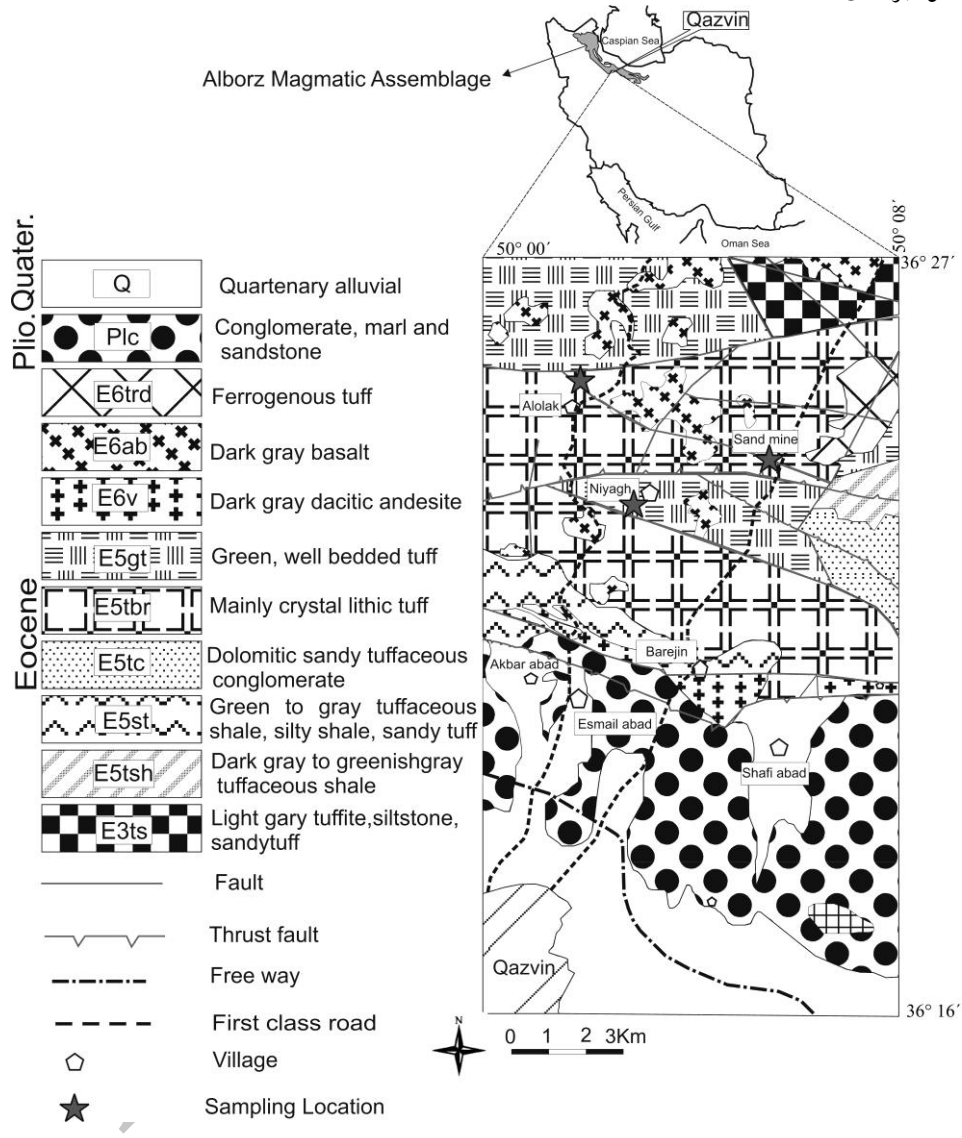 Qazvin
Caspian Sea
Alborz Magmatic Assemblage
Persian Gulf
Oman Sea
50° 00´
50° 08´
36° 27´
Plio.Quater.
Q
Quartenary alluvial
Plc
Conglomerate, marl and
sandstone
Eocene
E6trd
Ferrogenous tuff
E6ab
Dark gray basalt
E6v
Dark gray dacitic andesite
E5gt
Green, well bedded tuff
E5tbr
Mainly crystal lithic tuff
E5tc
Dolomitic sandy tuffaceous
conglomerate
E5st
Green to gray tuffaceous
shale, silty shale, sandy tuff
E5tsh
Dark gray to greenishgray
tuffaceous shale
E3ts
Light gary tuffite,siltstone,
sandytuff
Fault
Thrust fault
Free way
First class road
Village
Sampling Location
Alolak
Sand mine
Niyagh
Barejin
Akbar abad
Esmail abad
Shafi abad
Qazvin
36° 16´
N
0 1 2 3Km